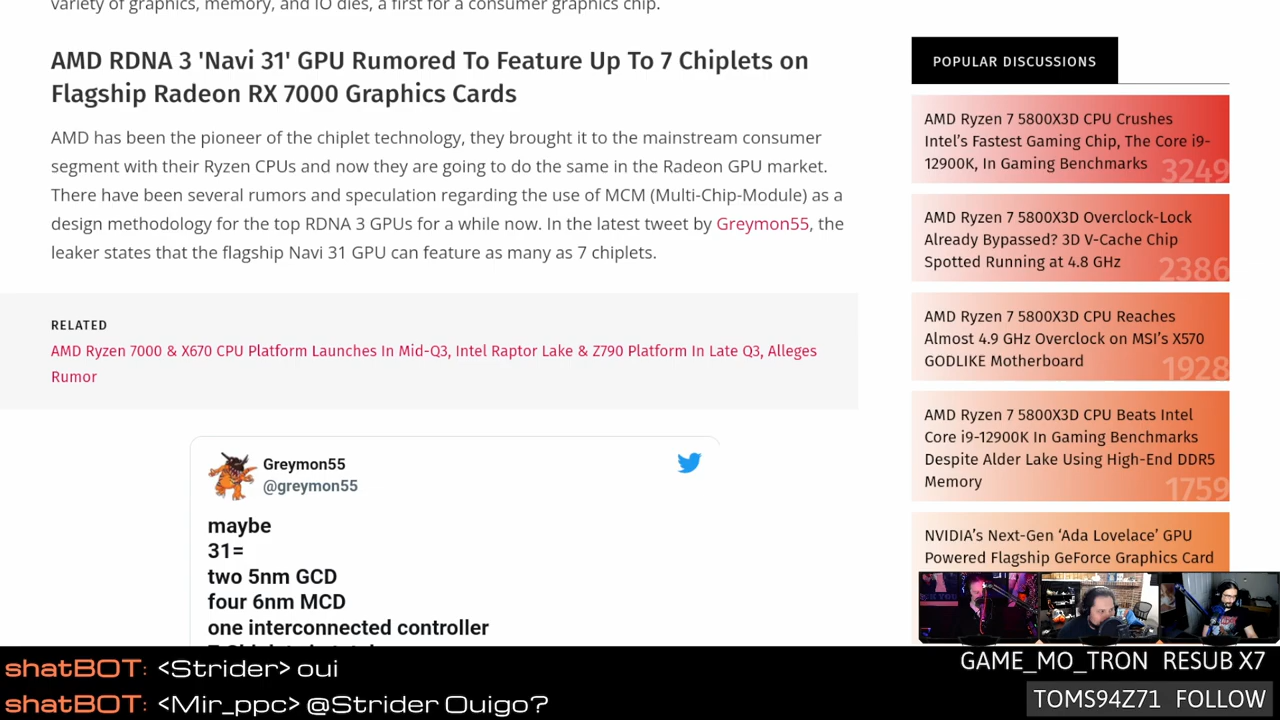 variety of graphics, memory, and IO dies, a first for a consumer graphics chip.
AMD RDNA 3 'Navi 31' GPU Rumored To Feature Up To 7 Chiplets on
Flagship Radeon RX 7000 Graphics Cards
AMD has been the pioneer of the chiplet technology, they brought it to the mainstream consumer
segment with their Ryzen CPUs and now they are going to do the same in the Radeon GPU market.
There have been several rumors and speculation regarding the use of MCM (Multi-Chip-Module) as a
design methodology for the top RDNA 3 GPUs for a while now. In the latest tweet by Greymon55, the
leaker states that the flagship Navi 31 GPU can feature as many as 7 chiplets.
RELATED
AMD Ryzen 7000 & X670 CPU Platform Launches In Mid-Q3, Intel Raptor Lake & Z790 Platform In Late Q3, Alleges
Rumor
Greymon55
@greymon55
maybe
31=
two 5nm GCD
four 6nm MCD
one interconnected controller
POPULAR DISCUSSIONS
AMD Ryzen 7 5800X3D CPU Crushes
Intel's Fastest Gaming Chip, The Core i9-
12900K, In Gaming Benchmarks
3249
AMD Ryzen 7 5800X3D Overclock-Lock
Already Bypassed? 3D V-Cache Chip
Spotted Running at 4.8 GHz
2386
AMD Ryzen 7 5800X3D CPU Reaches
Almost 4.9 GHz Overclock on MSI's X570
GODLIKE Motherboard
1928
AMD Ryzen 7 5800X3D CPU Beats Intel
Core i9-12900K In Gaming Benchmarks
Despite Alder Lake Using High-End DDR5
Memory
1759
NVIDIA's Next-Gen ‘Ada Lovelace’ GPU
Powered Flagship GeForce Graphics Card
shatBOT: <Strider> oui
shatBOT: <Mir_ppc> @Strider Ouigo?
GAME_MO_TRON RESUB X7
TOMS94Z71 FOLLOW